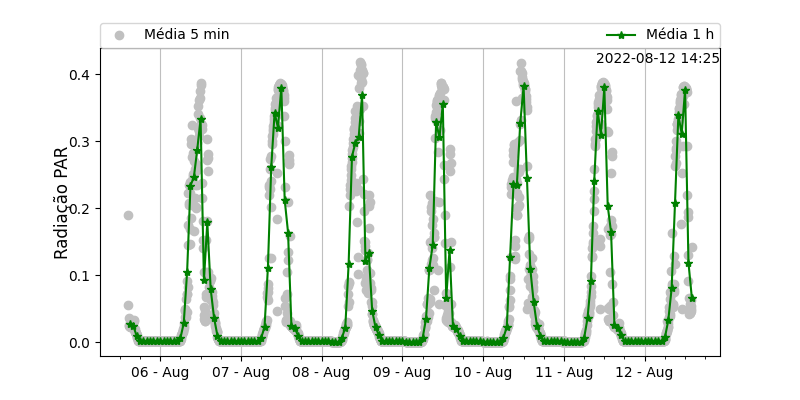 Média 5 min
Média 1 h
2022-08-12 14:25
Radiação PAR
0.4
0.3
0.2
0.1
0.0
06 - Aug
07 - Aug
08 - Aug
09 - Aug
10 - Aug
11 - Aug
12 - Aug